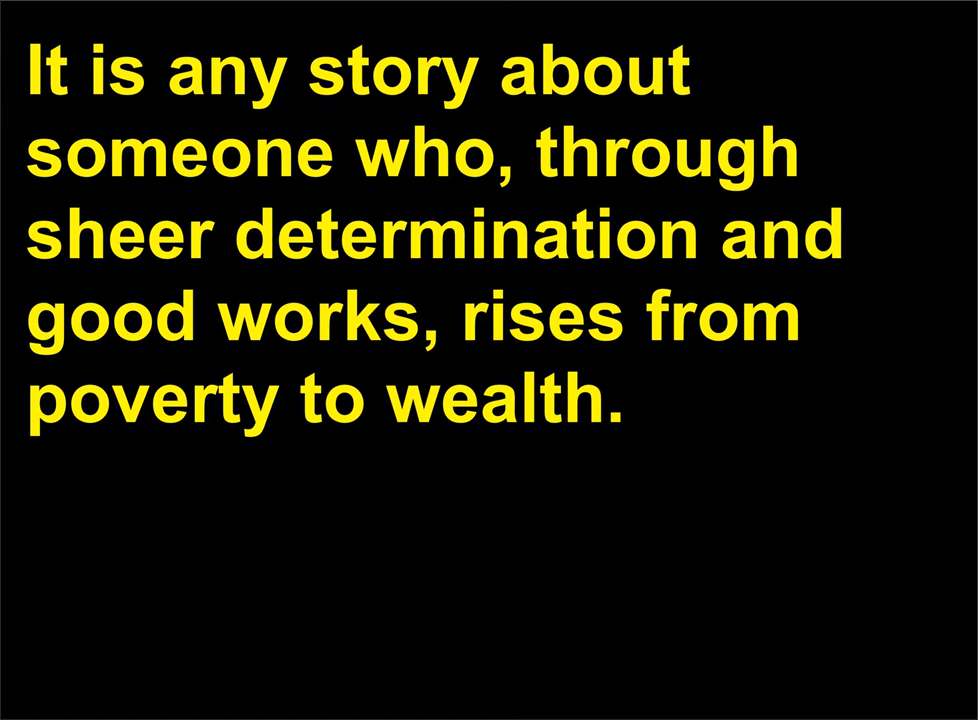 It is any story about
someone who, through
sheer determination and
good works, rises from
poverty to wealth.